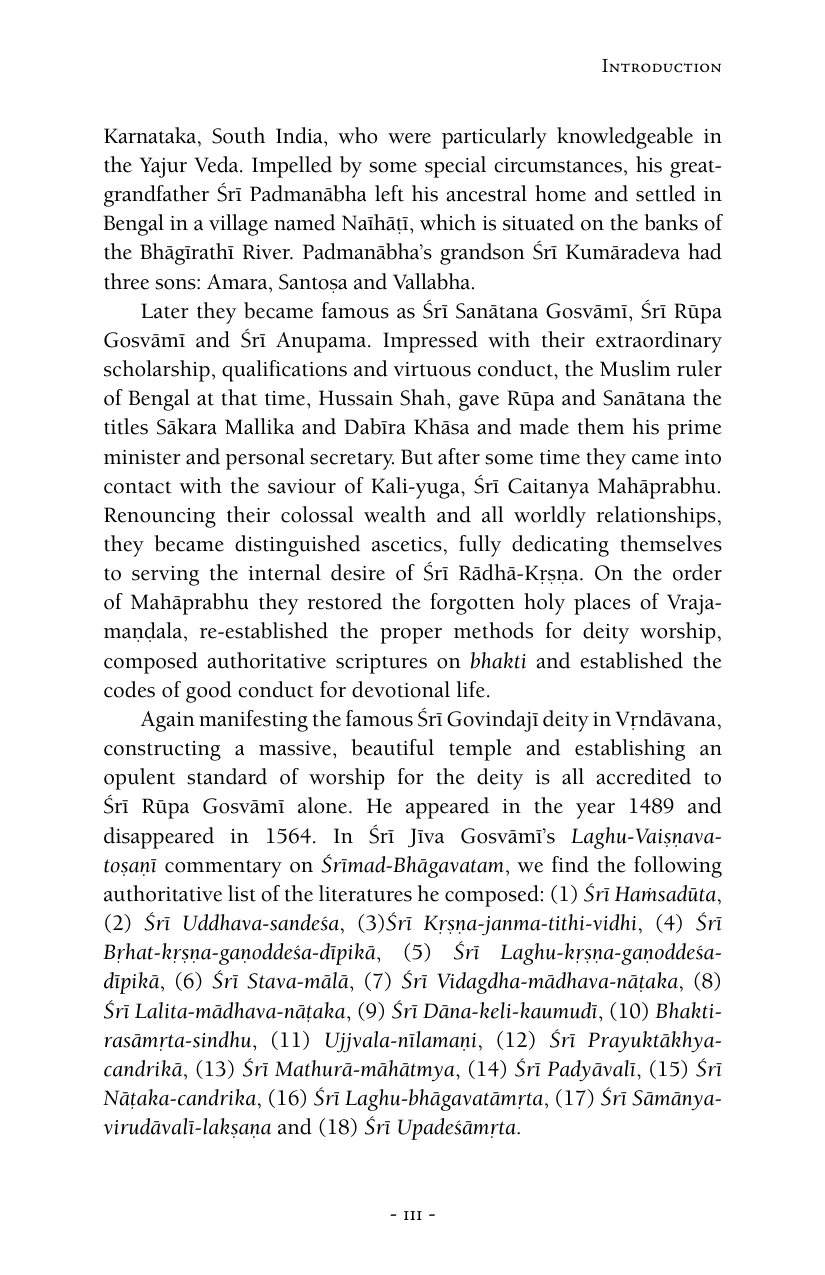 Introduction
Karnataka, South India, who were particularly knowledgeable in
the Yajur Veda. Impelled by some special circumstances, his great-
grandfather Śrī Padmanābha left his ancestral home and settled in
Bengal in a village named Naīhāṭī, which is situated on the banks of
the Bhāgīrathī River. Padmanābha’s grandson Śrī Kumāradeva had
three sons: Amara, Santoṣa and Vallabha.
Later they became famous as Śrī Sanātana Gosvāmī, Śrī Rūpa
Gosvāmī and Śrī Anupama. Impressed with their extraordinary
scholarship, qualifications and virtuous conduct, the Muslim ruler
of Bengal at that time, Hussain Shah, gave Rūpa and Sanātana the
titles Sākara Mallika and Dabīra Khāsa and made them his prime
minister and personal secretary. But after some time they came into
contact with the saviour of Kali-yuga, Śrī Caitanya Mahāprabhu.
Renouncing their colossal wealth and all worldly relationships,
they became distinguished ascetics, fully dedicating themselves
to serving the internal desire of Śrī Rādhā-Kṛṣṇa. On the order
of Mahāprabhu they restored the forgotten holy places of Vraja-
maṇḍala, re-established the proper methods for deity worship,
composed authoritative scriptures on bhakti and established the
codes of good conduct for devotional life.
Again manifesting the famous Śrī Govindajī deity in Vṛndāvana,
constructing a massive, beautiful temple and establishing an
opulent standard of worship for the deity is all accredited to
Śrī Rūpa Gosvāmī alone. He appeared in the year 1489 and
disappeared in 1564. In Śrī Jīva Gosvāmī’s Laghu-Vaiṣṇava-
toṣaṇī commentary on Śrīmad-Bhāgavatam, we find the following
authoritative list of the literatures he composed: (1) Śrī Haṁsadūta,
(2) Śrī Uddhava-sandeśa, (3)Śrī Kṛṣṇa-janma-tithi-vidhi, (4) Śrī
Bṛhat-kṛṣṇa-gaṇoddeśa-dīpikā, (5) Śrī Laghu-kṛṣṇa-gaṇoddeśa-
dīpikā, (6) Śrī Stava-mālā, (7) Śrī Vidagdha-mādhava-nāṭaka, (8)
Śrī Lalita-mādhava-nāṭaka, (9) Śrī Dāna-keli-kaumudī, (10) Bhakti-
rasāmṛta-sindhu, (11) Ujjvala-nīlamaṇi, (12) Śrī Prayuktākhya-
candrikā, (13) Śrī Mathurā-māhātmya, (14) Śrī Padyāvalī, (15) Śrī
Nāṭaka-candrika, (16) Śrī Laghu-bhāgavatāmṛta, (17) Śrī Sāmānya-
virudāvalī-lakṣaṇa and (18) Śrī Upadeśāmṛta.
- III -